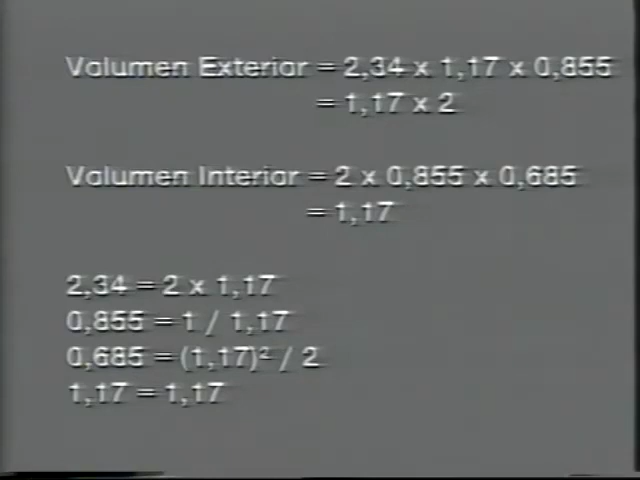 Volumen Exterior = 2,34 x 1,17 x 0,855
= 1,17 x 2
Volumen Interior = 2 x 0,855 x 0,685
= 1,17
2,34 = 2 x 1,17
0,855 = 1 / 1,17
0,685 = (1,17)² / 2
1,17 = 1,17